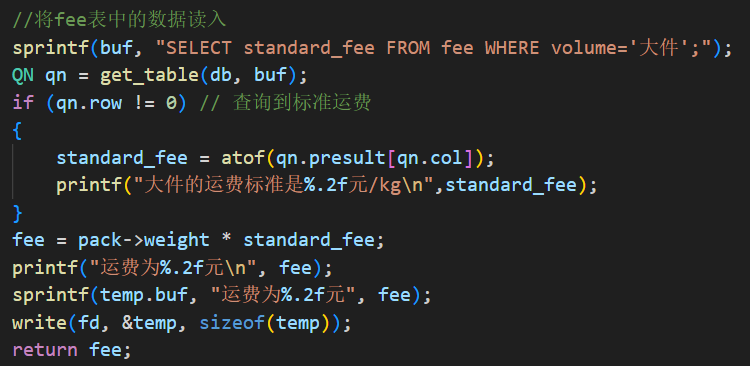 //将fee表中的数据读入
sprintf(buf, "SELECT standard_fee FROM fee WHERE volume='大件';");
QN qn = get_table(db, buf);
if (qn.row != 0) // 查询到标准运费
{
    standard_fee = atof(qn.presult[qn.col]);
    printf("大件的运费标准是%.2f元/kg\n",standard_fee);
}
fee = pack->weight * standard_fee;
printf("运费为%.2f元\n", fee);
sprintf(temp.buf, "运费为%.2f元", fee);
write(fd, &temp, sizeof(temp));
return fee;